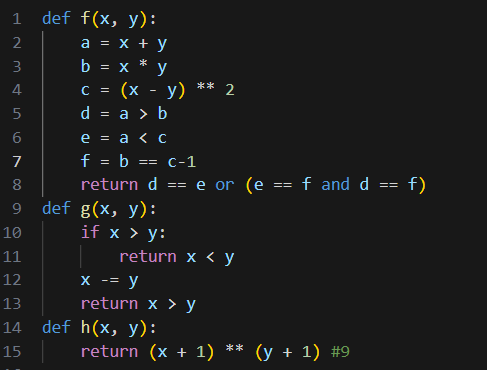 1 def f(x, y):
2     a = x + y
3     b = x * y
4     c = (x - y) ** 2
5     d = a > b
6     e = a < c
7     f = b == c-1
8     return d == e or (e == f and d == f)
9 def g(x, y):
10     if x > y:
11         return x < y
12     x -= y
13     return x > y
14 def h(x, y):
15     return (x + 1) ** (y + 1) #9